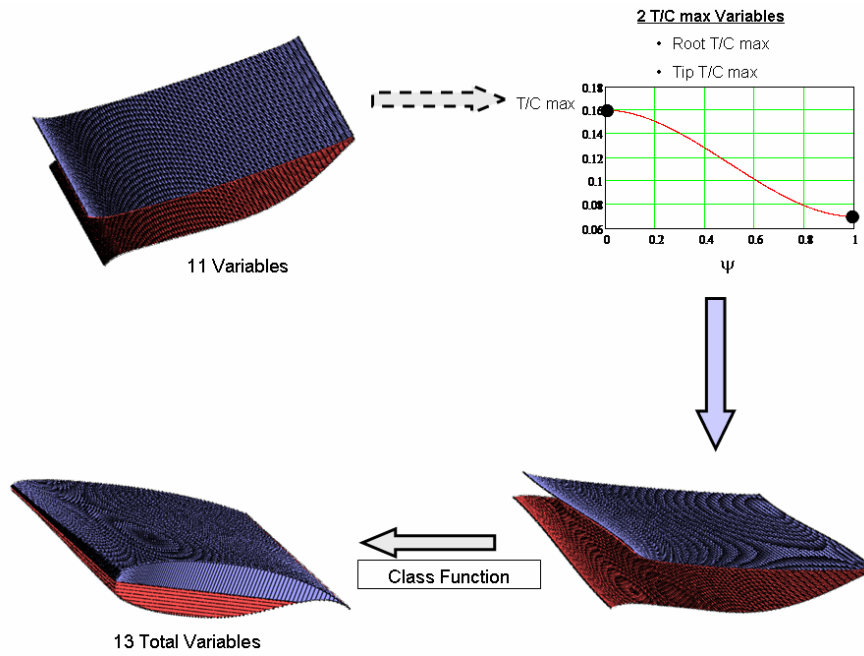 2 T/C max Variables
• Root T/C max
• Tip T/C max
T/C max
0.18
0.16
0.14
0.12
0.1
0.08
0.06
0 0.2 0.4 0.6 0.8 1
Ψ
11 Variables
Class Function
13 Total Variables